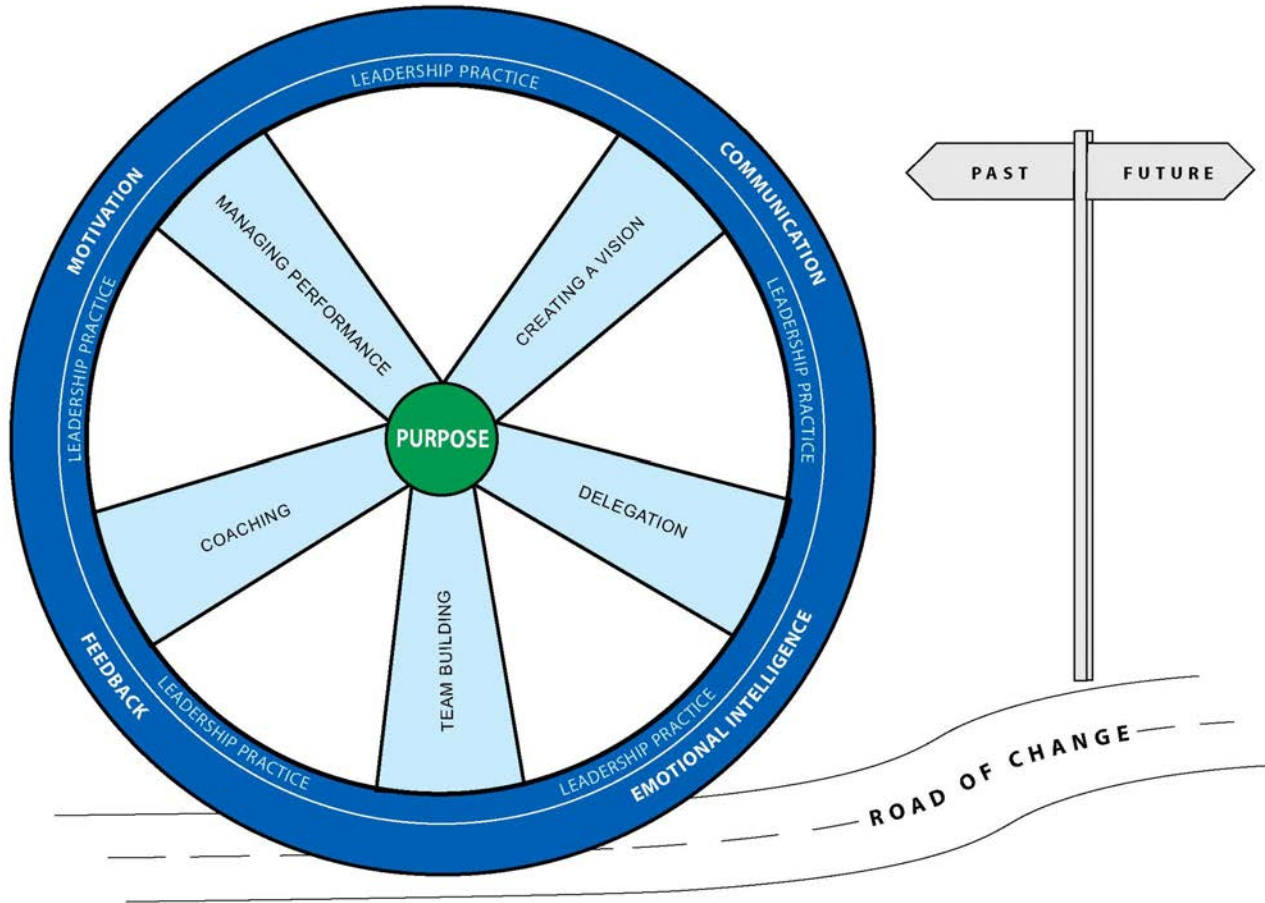 LEADERSHIP PRACTICE
MOTIVATION
COMMUNICATION
PAST
FUTURE
MANAGING PERFORMANCE
CREATING A VISION
LEADERSHIP PRACTICE
LEADERSHIP PRACTICE
PURPOSE
COACHING
DELEGATION
TEAM BUILDING
FEEDBACK
LEADERSHIP PRACTICE
LEADERSHIP PRACTICE
EMOTIONAL INTELLIGENCE
ROAD OF CHANGE